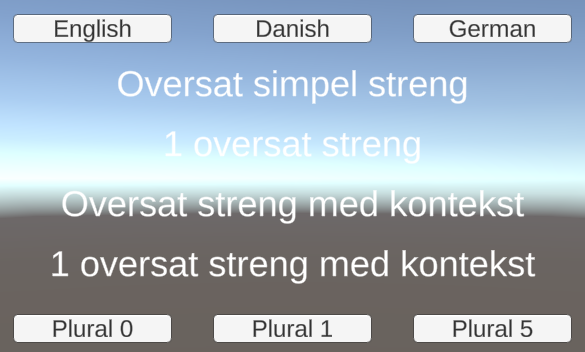 English Danish German
Oversat simpel streng
1 oversat streng
Oversat streng med kontekst
1 oversat streng med kontekst
Plural 0 Plural 1 Plural 5